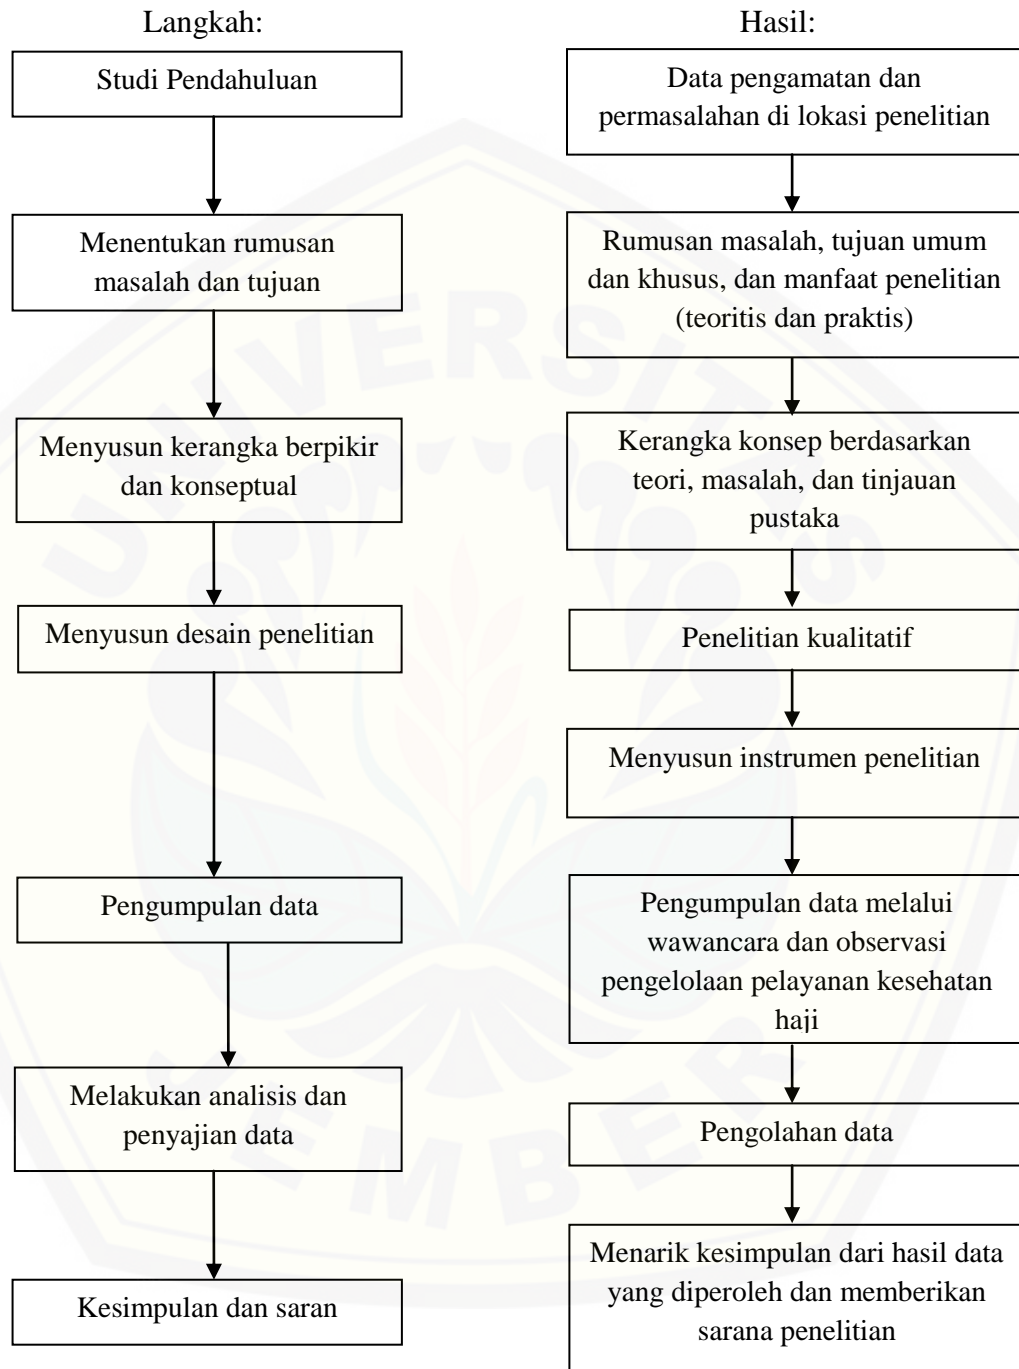 Langkah:
Studi Pendahuluan
Menentukan rumusan
masalah dan tujuan
Menyusun kerangka berpikir
dan konseptual
Menyusun desain penelitian
Pengumpulan data
Melakukan analisis dan
penyajian data
Kesimpulan dan saran
Hasil:
Data pengamatan dan
permasalahan di lokasi penelitian
Rumusan masalah, tujuan umum
dan khusus, dan manfaat penelitian
(teoritis dan praktis)
Kerangka konsep berdasarkan
teori, masalah, dan tinjauan
pustaka
Penelitian kualitatif
Menyusun instrumen penelitian
Pengumpulan data melalui
wawancara dan observasi
pengelolaan pelayanan kesehatan
haji
Pengolahan data
Menarik kesimpulan dari hasil data
yang diperoleh dan memberikan
sarana penelitian
UNIVERSITAS
JEMBER